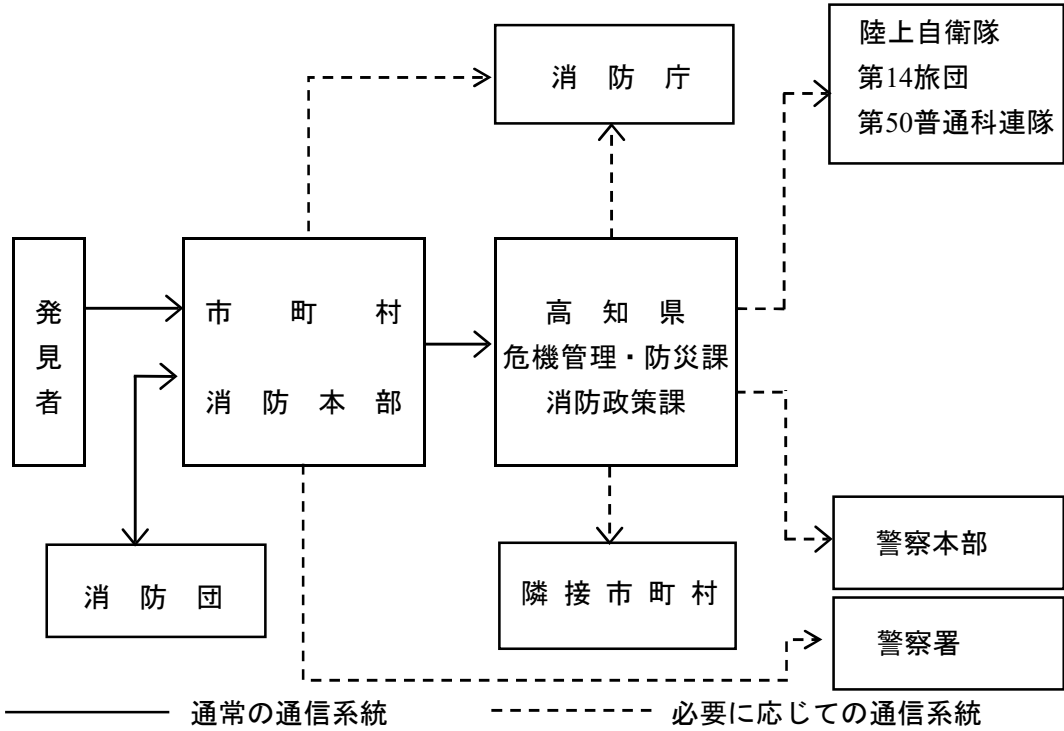 消防庁
陸上自衛隊
第14旅団
第50普通科連隊
発見者
市町村
消防本部
高知県
危機管理・防災課
消防政策課
消防団
隣接市町村
警察本部
警察署
通常の通信系統
必要に応じての通信系統